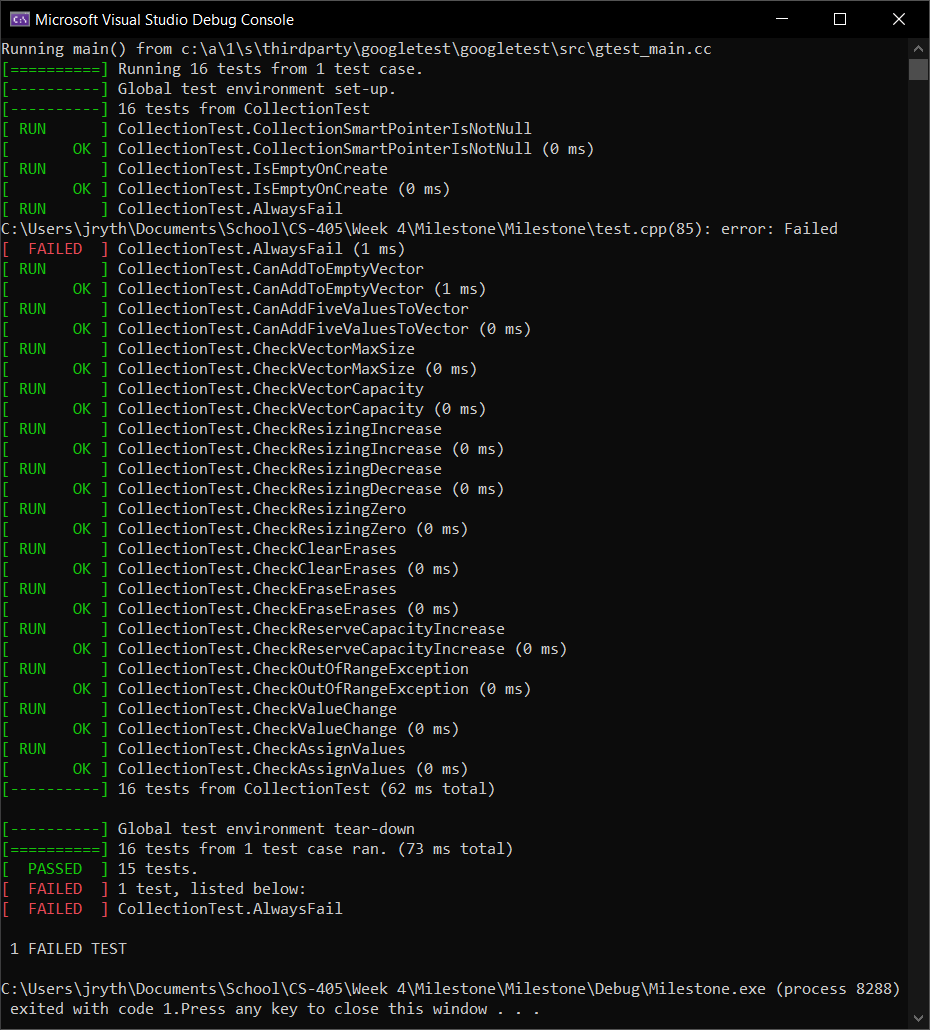 Microsoft Visual Studio Debug Console
Running main() from c:\a\1\s\thirdparty\googletest\googletest\src\gtest_main.cc
[==========] Running 16 tests from 1 test case.
[----------] Global test environment set-up.
[----------] 16 tests from CollectionTest
[ RUN      ] CollectionTest.CollectionSmartPointerIsNotNull
[       OK ] CollectionTest.CollectionSmartPointerIsNotNull (0 ms)
[ RUN      ] CollectionTest.IsEmptyOnCreate
[       OK ] CollectionTest.IsEmptyOnCreate (0 ms)
[ RUN      ] CollectionTest.AlwaysFail
C:\Users\jryth\Documents\School\CS-405\Week 4\Milestone\Milestone\test.cpp(85): error: Failed
[  FAILED  ] CollectionTest.AlwaysFail (1 ms)
[ RUN      ] CollectionTest.CanAddToEmptyVector
[       OK ] CollectionTest.CanAddToEmptyVector (1 ms)
[ RUN      ] CollectionTest.CanAddFiveValuesToVector
[       OK ] CollectionTest.CanAddFiveValuesToVector (0 ms)
[ RUN      ] CollectionTest.CheckVectorMaxSize
[       OK ] CollectionTest.CheckVectorMaxSize (0 ms)
[ RUN      ] CollectionTest.CheckVectorCapacity
[       OK ] CollectionTest.CheckVectorCapacity (0 ms)
[ RUN      ] CollectionTest.CheckResizingIncrease
[       OK ] CollectionTest.CheckResizingIncrease (0 ms)
[ RUN      ] CollectionTest.CheckResizingDecrease
[       OK ] CollectionTest.CheckResizingDecrease (0 ms)
[ RUN      ] CollectionTest.CheckResizingZero
[       OK ] CollectionTest.CheckResizingZero (0 ms)
[ RUN      ] CollectionTest.CheckClearErases
[       OK ] CollectionTest.CheckClearErases (0 ms)
[ RUN      ] CollectionTest.CheckEraseErases
[       OK ] CollectionTest.CheckEraseErases (0 ms)
[ RUN      ] CollectionTest.CheckReserveCapacityIncrease
[       OK ] CollectionTest.CheckReserveCapacityIncrease (0 ms)
[ RUN      ] CollectionTest.CheckOutOfRangeException
[       OK ] CollectionTest.CheckOutOfRangeException (0 ms)
[ RUN      ] CollectionTest.CheckValueChange
[       OK ] CollectionTest.CheckValueChange (0 ms)
[ RUN      ] CollectionTest.CheckAssignValues
[       OK ] CollectionTest.CheckAssignValues (0 ms)
[----------] 16 tests from CollectionTest (62 ms total)
[----------] Global test environment tear-down
[==========] 16 tests from 1 test case ran. (73 ms total)
[  PASSED  ] 15 tests.
[  FAILED  ] 1 test, listed below:
[  FAILED  ] CollectionTest.AlwaysFail
1 FAILED TEST
C:\Users\jryth\Documents\School\CS-405\Week 4\Milestone\Milestone\Debug\Milestone.exe (process 8288)
exited with code 1.Press any key to close this window . . .